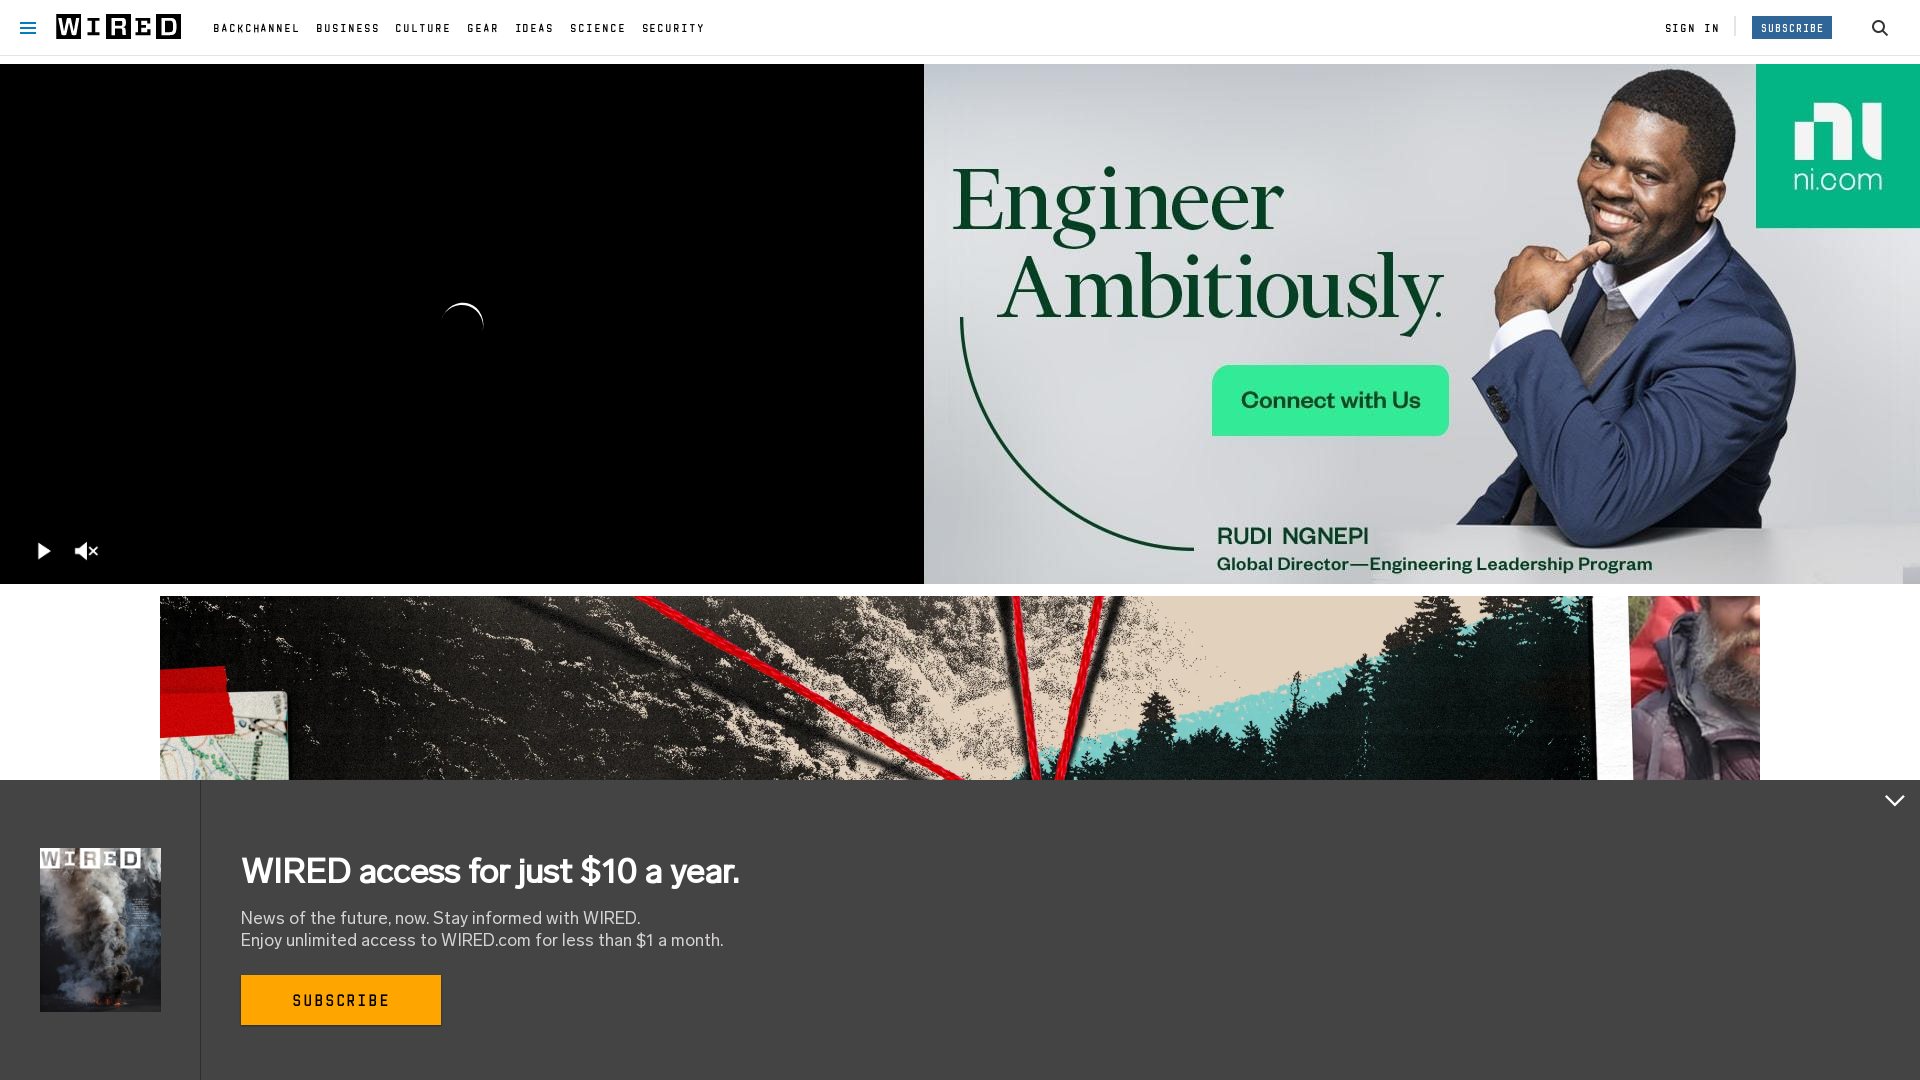 WIRED
BACKCHANNEL BUSINESS CULTURE GEAR IDEAS SCIENCE SECURITY
SIGN IN
SUBSCRIBE
ni
ni.com
Engineer
Ambitiously.
Connect with Us
RUDI NGNEPI
Global Director—Engineering Leadership Program
WIRED
WIRED access for just $10 a year.
News of the future, now. Stay informed with WIRED.
Enjoy unlimited access to WIRED.com for less than $1 a month.
SUBSCRIBE